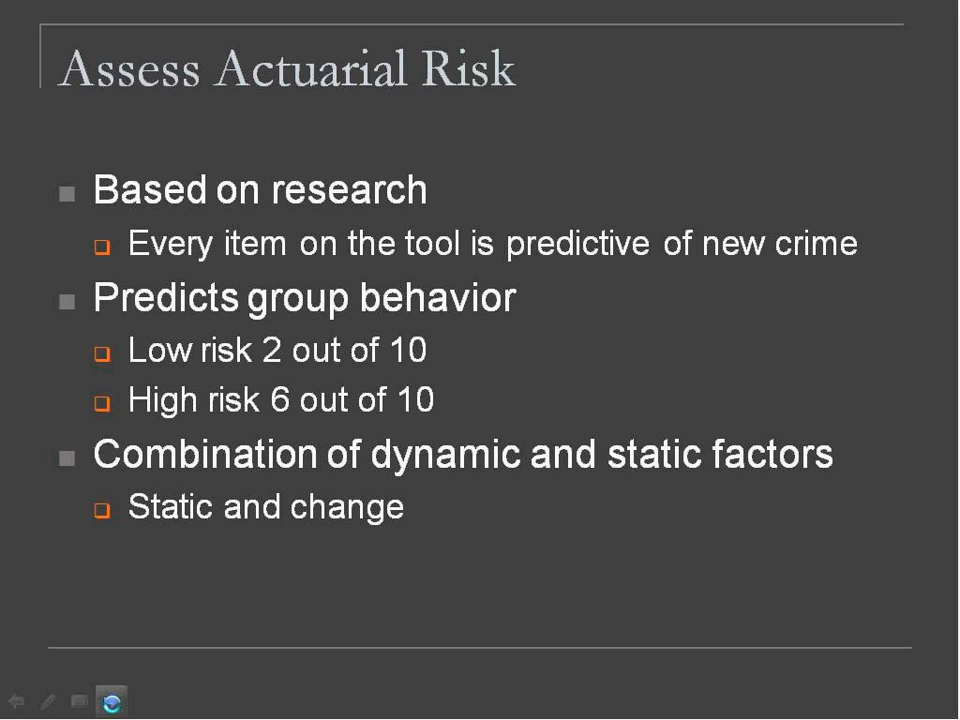 Assess Actuarial Risk
Based on research
Every item on the tool is predictive of new crime
Predicts group behavior
Low risk 2 out of 10
High risk 6 out of 10
Combination of dynamic and static factors
Static and change